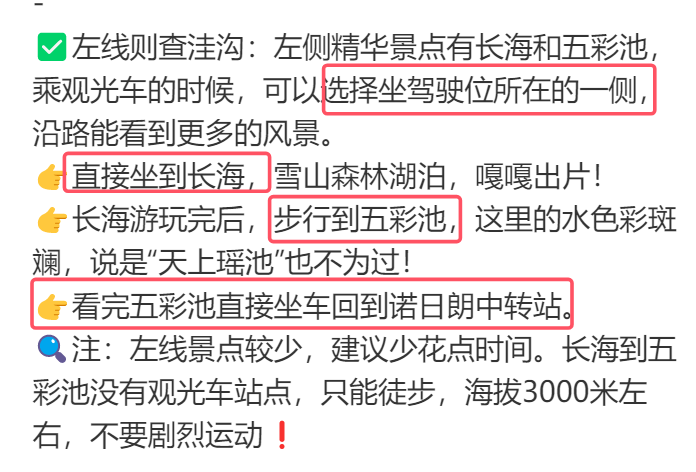 -
✅左线则查洼沟：左侧精华景点有长海和五彩池，
乘观光车的时候，可以选择坐驾驶位所在的一侧，
沿路能看到更多的风景。
👉直接坐到长海，雪山森林湖泊，嘎嘎出片！
👉长海游玩完后，步行到五彩池，这里的水色彩斑
斓，说是“天上瑶池”也不为过！
👉看完五彩池直接坐车回到诺日朗中转站。
🔍注：左线景点较少，建议少花点时间。长海到五
彩池没有观光车站点，只能徒步，海拔3000米左
右，不要剧烈运动❗